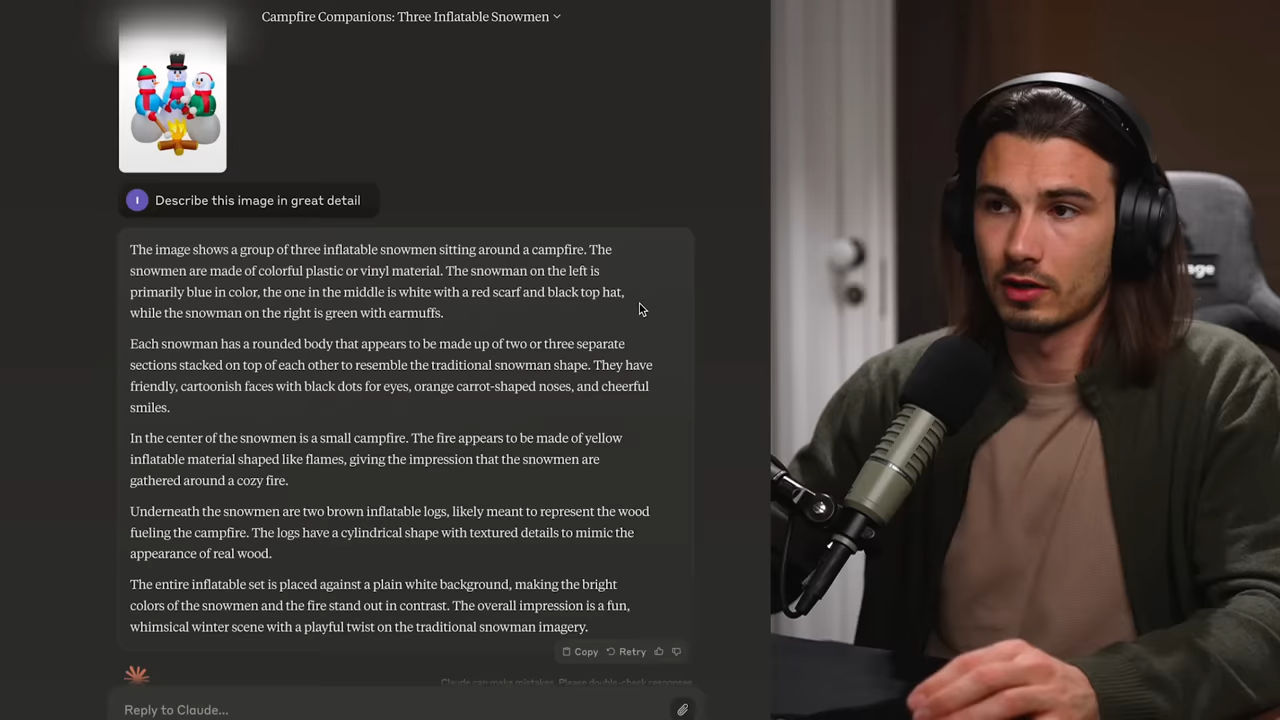 Campfire Companions: Three Inflatable Snowmen
I
Describe this image in great detail
The image shows a group of three inflatable snowmen sitting around a campfire. The
snowmen are made of colorful plastic or vinyl material. The snowman on the left is
primarily blue in color, the one in the middle is white with a red scarf and black top hat,
while the snowman on the right is green with earmuffs.
Each snowman has a rounded body that appears to be made up of two or three separate
sections stacked on top of each other to resemble the traditional snowman shape. They have
friendly, cartoonish faces with black dots for eyes, orange carrot-shaped noses, and cheerful
smiles.
In the center of the snowmen is a small campfire. The fire appears to be made of yellow
inflatable material shaped like flames, giving the impression that the snowmen are
gathered around a cozy fire.
Underneath the snowmen are two brown inflatable logs, likely meant to represent the wood
fueling the campfire. The logs have a cylindrical shape with textured details to mimic the
appearance of real wood.
The entire inflatable set is placed against a plain white background, making the bright
colors of the snowmen and the fire stand out in contrast. The overall impression is a fun,
whimsical winter scene with a playful twist on the traditional snowman imagery.
Copy Retry
Claude can make mistakes. Please double-check responses.
Reply to Claude...